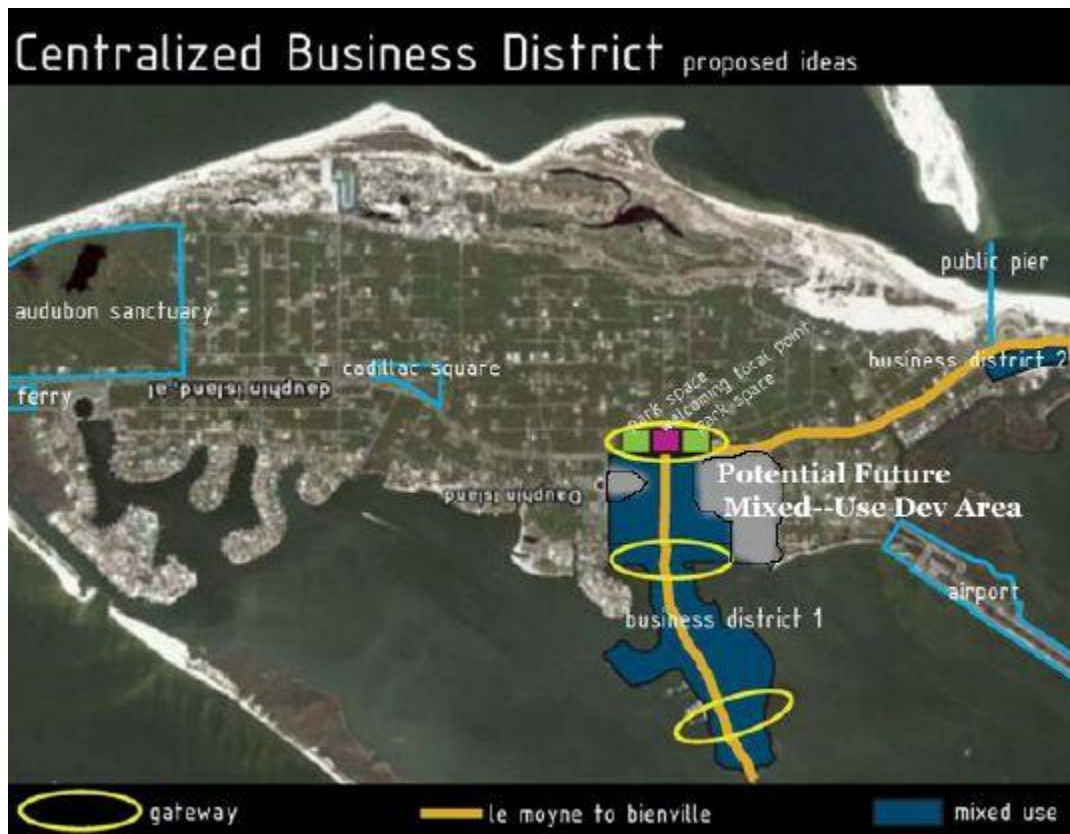 Centralized Business District proposed ideas
public pier
audubon sanctuary
business district 2
cadillac square
ferry
dauphin island, al
park space
welcoming focal point
park space
Potential Future
Mixed--Use Dev Area
Dauphin Island
airport
business district 1
gateway
le moyne to bienville
mixed use